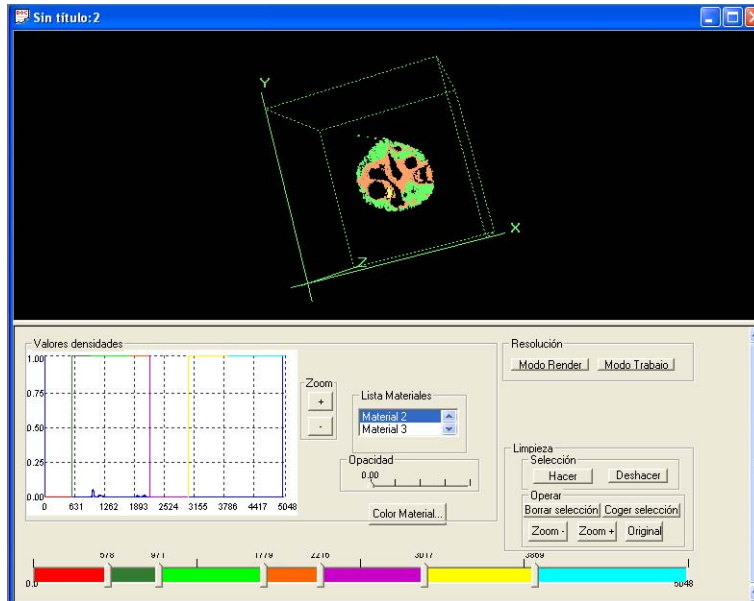 Sin título:2
Y
X
Z
Valores densidades
1.00
0.75
0.50
0.25
0.00
0 631 1262 1893 2524 3155 3786 4417 5048
Zoom
+
-
Lista Materiales
Material 2
Material 3
Opacidad
0.00
Color Material...
Resolución
Modo Render Modo Trabajo
Limpieza
Selección
Hacer Deshacer
Operar
Borrar selección Coger selección
Zoom - Zoom + Original
578 971 1779 2216 3017 3869
0.0 5048